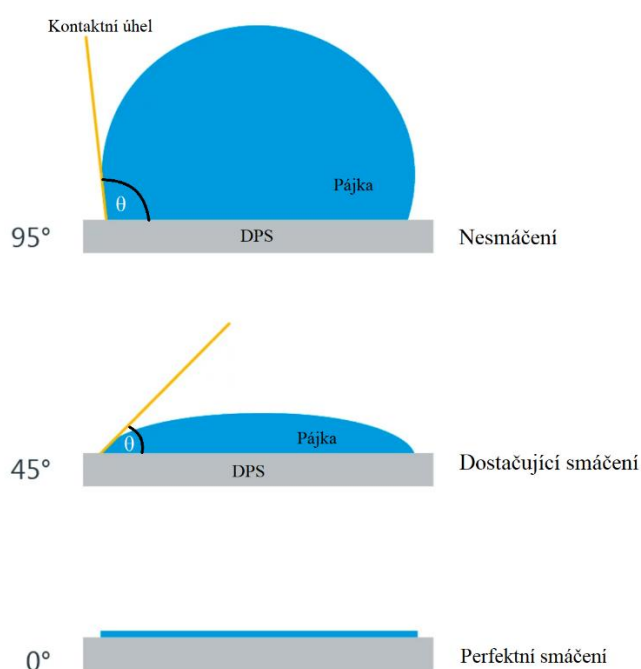 Kontaktní úhel
Pájka
θ
95°
DPS
Nesmáčení
θ
Pájka
45°
DPS
Dostačující smáčení
0°
Perfektní smáčení